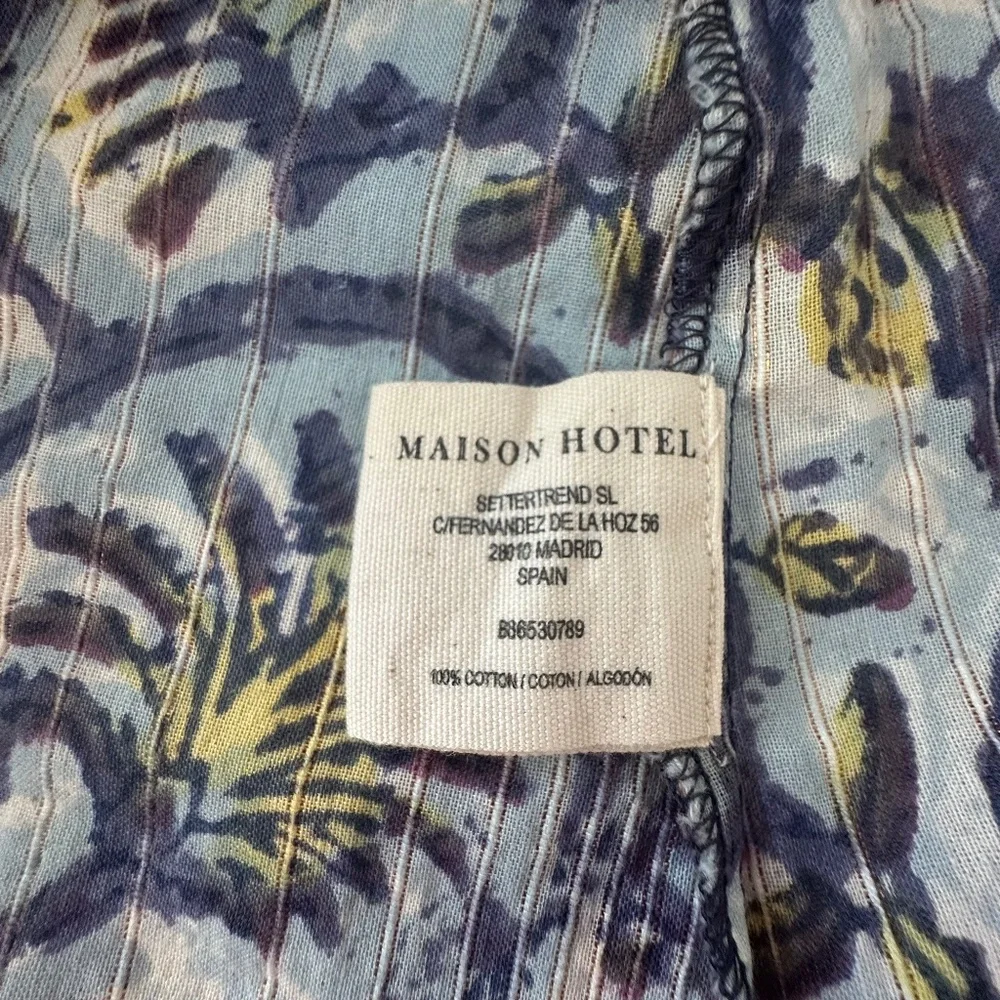 MAISON HOTEL
SETTERTREND SL
C/FERNANDEZ DE LA HOZ 56
28010 MADRID
SPAIN
B86530789
100% COTTON / COTON / ALGODÓN